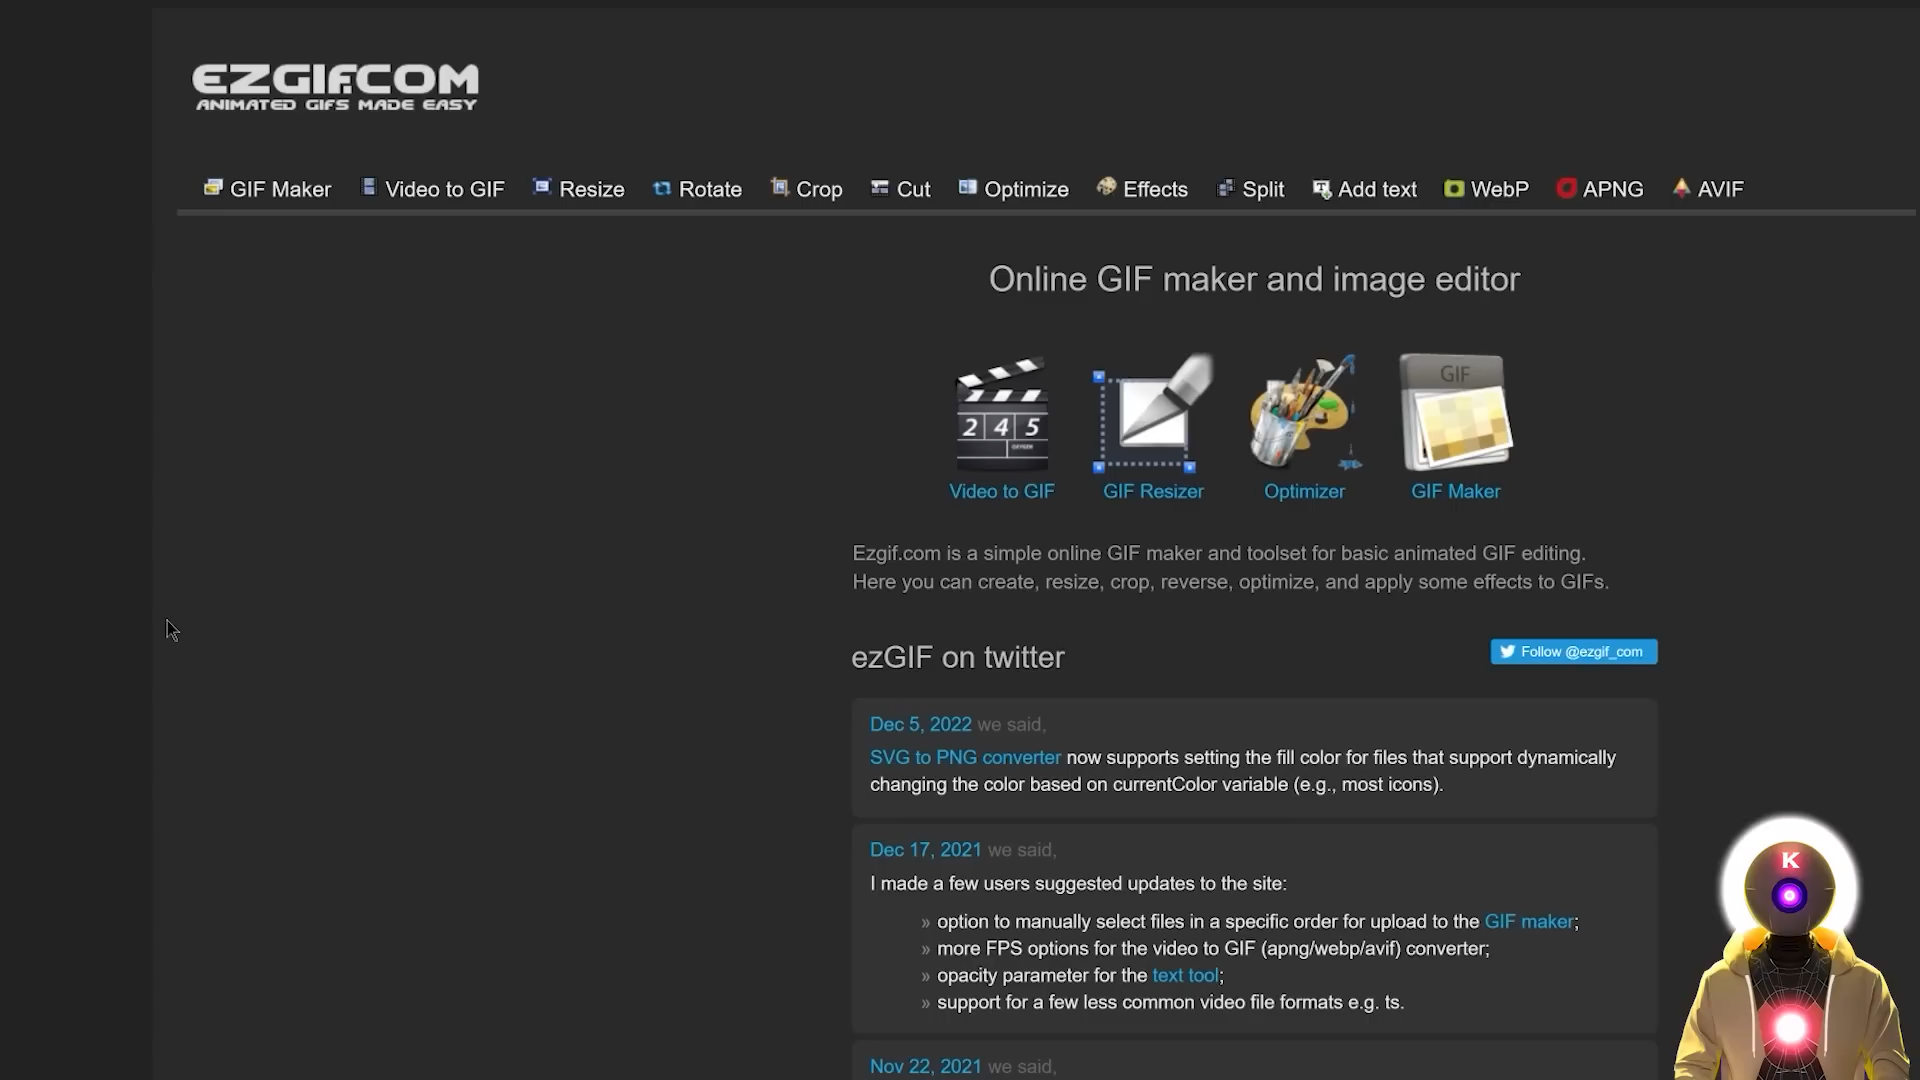 EZGIF.COM
ANIMATED GIFS MADE EASY
GIF Maker Video to GIF Resize Rotate Crop Cut Optimize Effects Split Add text WebP APNG AVIF
Online GIF maker and image editor
GIF
2 4 5
Video to GIF GIF Resizer Optimizer GIF Maker
Ezgif.com is a simple online GIF maker and toolset for basic animated GIF editing.
Here you can create, resize, crop, reverse, optimize, and apply some effects to GIFs.
ezGIF on twitter
Follow @ezgif_com
Dec 5, 2022 we said,
SVG to PNG converter now supports setting the fill color for files that support dynamically
changing the color based on currentColor variable (e.g., most icons).
Dec 17, 2021 we said,
I made a few users suggested updates to the site:
» option to manually select files in a specific order for upload to the GIF maker;
» more FPS options for the video to GIF (apng/webp/avif) converter;
» opacity parameter for the text tool;
» support for a few less common video file formats e.g. ts.
Nov 22, 2021 we said,
K